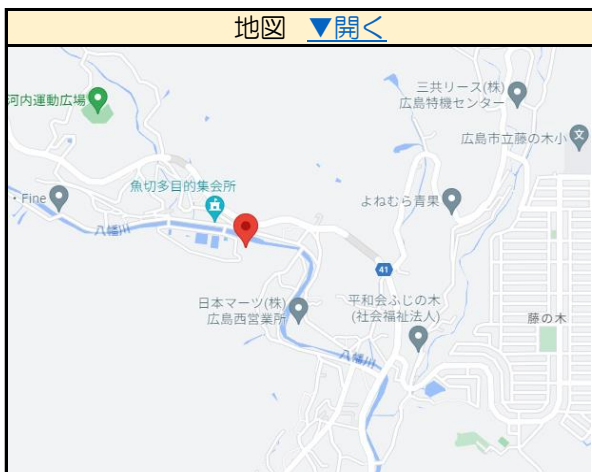 地図 ▼開く
三共リース(株)
広島特機センター
河内運動広場
広島市立藤の木小
文
魚切多目的集会所
よねむら青果
・Fine
八幡川
41
日本マーツ(株)
広島西営業所
平和会ふじの木
(社会福祉法人)
藤の木
八幡川